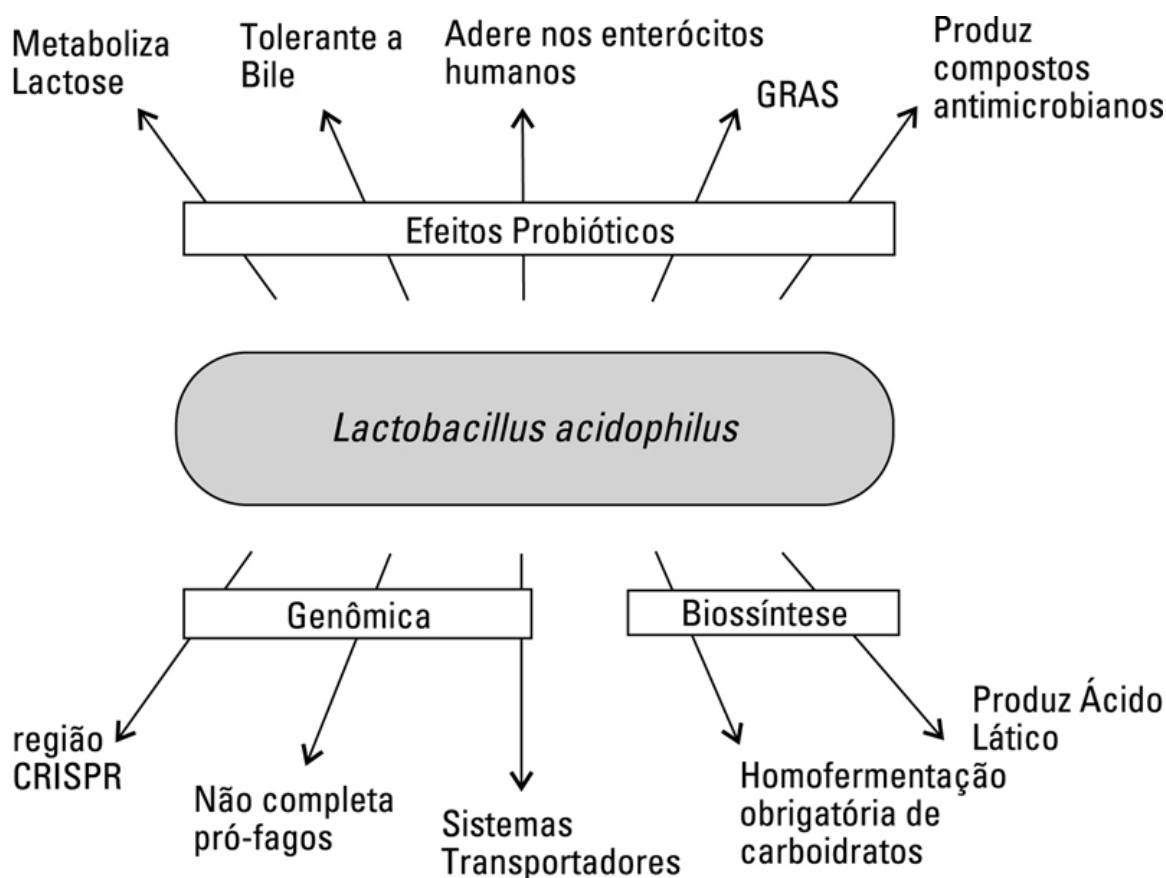 Metaboliza
Lactose
Tolerante a
Bile
Adere nos enterócitos
humanos
GRAS
Produz
compostos
antimicrobianos
Efeitos Probióticos
Lactobacillus acidophilus
Genômica
Biossíntese
região
CRISPR
Não completa
pró-fagos
Sistemas
Transportadores
Homofermentação
obrigatória de
carboidratos
Produz Ácido
Lático